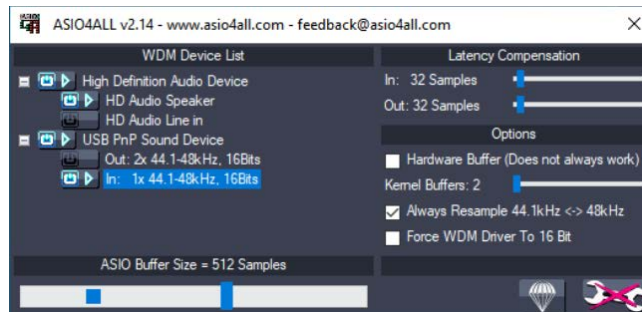 ASIO4ALL v2.14 - www.asio4all.com - feedback@asio4all.com
WDM Device List
High Definition Audio Device
HD Audio Speaker
HD Audio Line in
USB PnP Sound Device
Out: 2x 44.1-48kHz, 16Bits
In: 1x 44.1-48kHz, 16Bits
ASIO Buffer Size = 512 Samples
Latency Compensation
In: 32 Samples
Out: 32 Samples
Options
Hardware Buffer (Does not always work)
Kernel Buffers: 2
Always Resample 44.1kHz <-> 48kHz
Force WDM Driver To 16 Bit